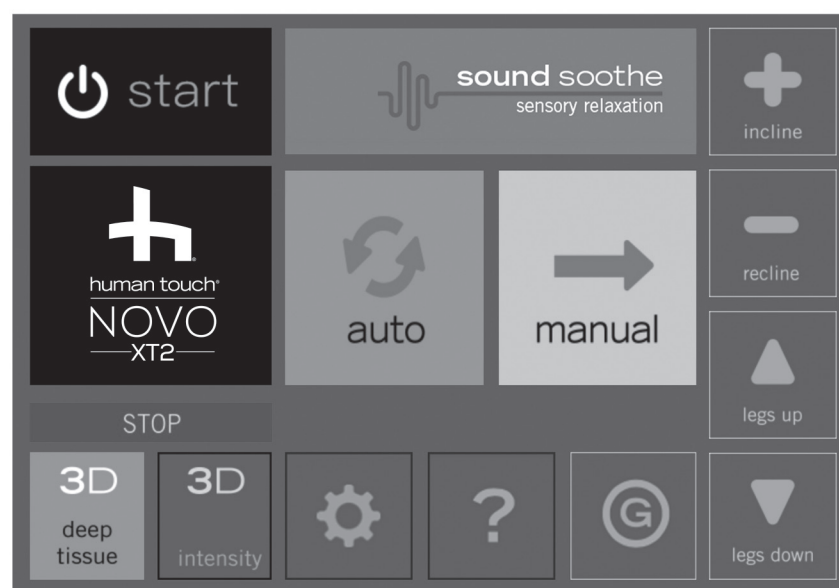 start
sound soothe
sensory relaxation
incline
human touch®
NOVO
XT2
auto
manual
recline
STOP
legs up
3D
deep
tissue
3D
intensity
?
G
legs down